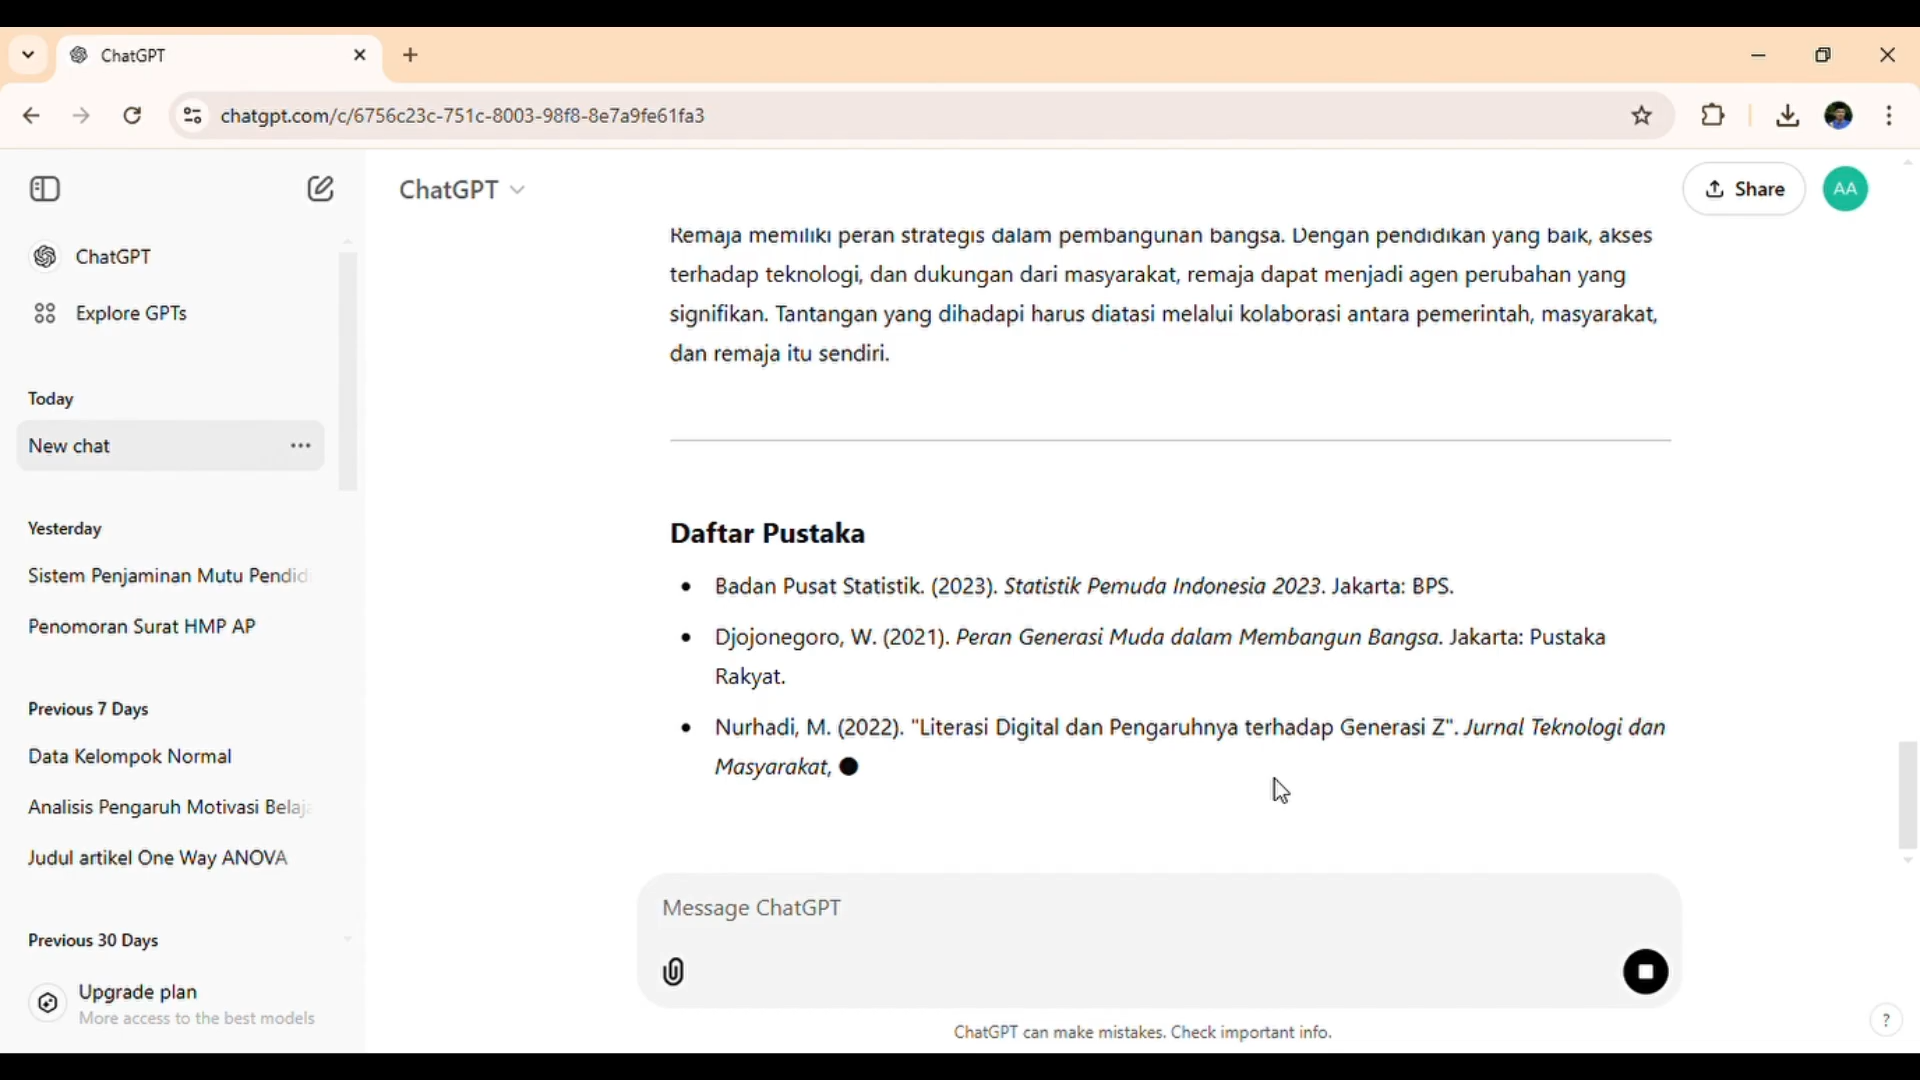 ChatGPT
chatgpt.com/c/6756c23c-751c-8003-98f8-8e7a9fe61fa3
ChatGPT
Share
AA
ChatGPT
Explore GPTs
Today
New chat
Yesterday
Sistem Penjaminan Mutu Pendid
Penomoran Surat HMP AP
Previous 7 Days
Data Kelompok Normal
Analisis Pengaruh Motivasi Belaja
Judul artikel One Way ANOVA
Previous 30 Days
Upgrade plan
More access to the best models
Remaja memiliki peran strategis dalam pembangunan bangsa. Dengan pendidikan yang baik, akses
terhadap teknologi, dan dukungan dari masyarakat, remaja dapat menjadi agen perubahan yang
signifikan. Tantangan yang dihadapi harus diatasi melalui kolaborasi antara pemerintah, masyarakat,
dan remaja itu sendiri.
Daftar Pustaka
• Badan Pusat Statistik. (2023). Statistik Pemuda Indonesia 2023. Jakarta: BPS.
• Djojonegoro, W. (2021). Peran Generasi Muda dalam Membangun Bangsa. Jakarta: Pustaka
Rakyat.
• Nurhadi, M. (2022). "Literasi Digital dan Pengaruhnya terhadap Generasi Z". Jurnal Teknologi dan
Masyarakat,
Message ChatGPT
ChatGPT can make mistakes. Check important info.
?